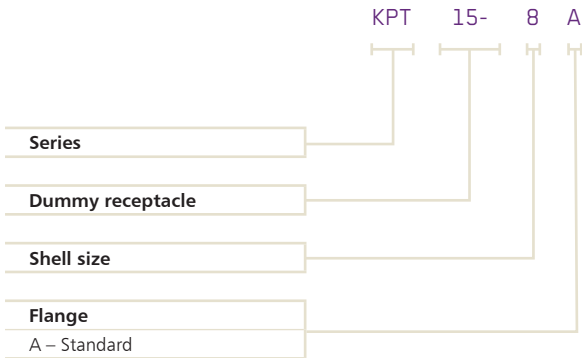 KPT 15- 8 A
Series
Dummy receptacle
Shell size
Flange
A – Standard